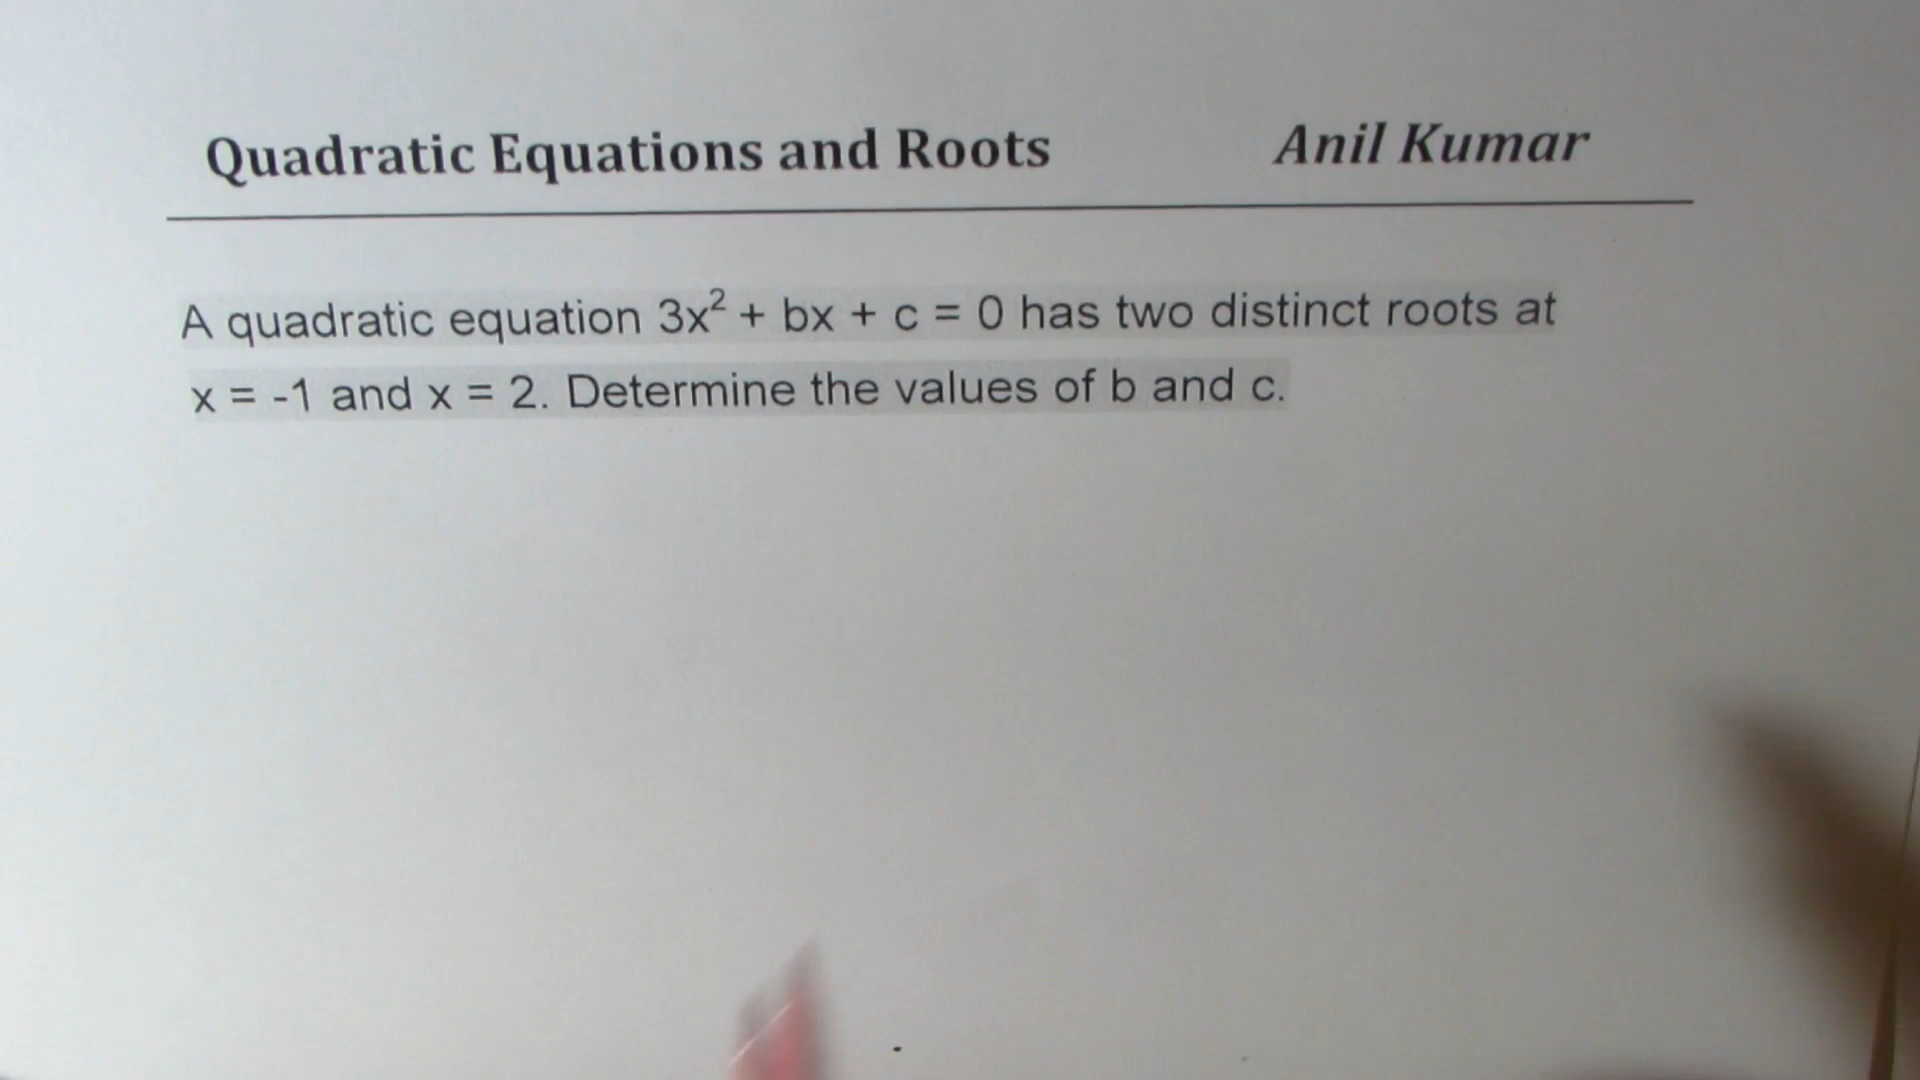 Quadratic Equations and Roots Anil Kumar
A quadratic equation 3x² + bx + c = 0 has two distinct roots at
x = -1 and x = 2. Determine the values of b and c.